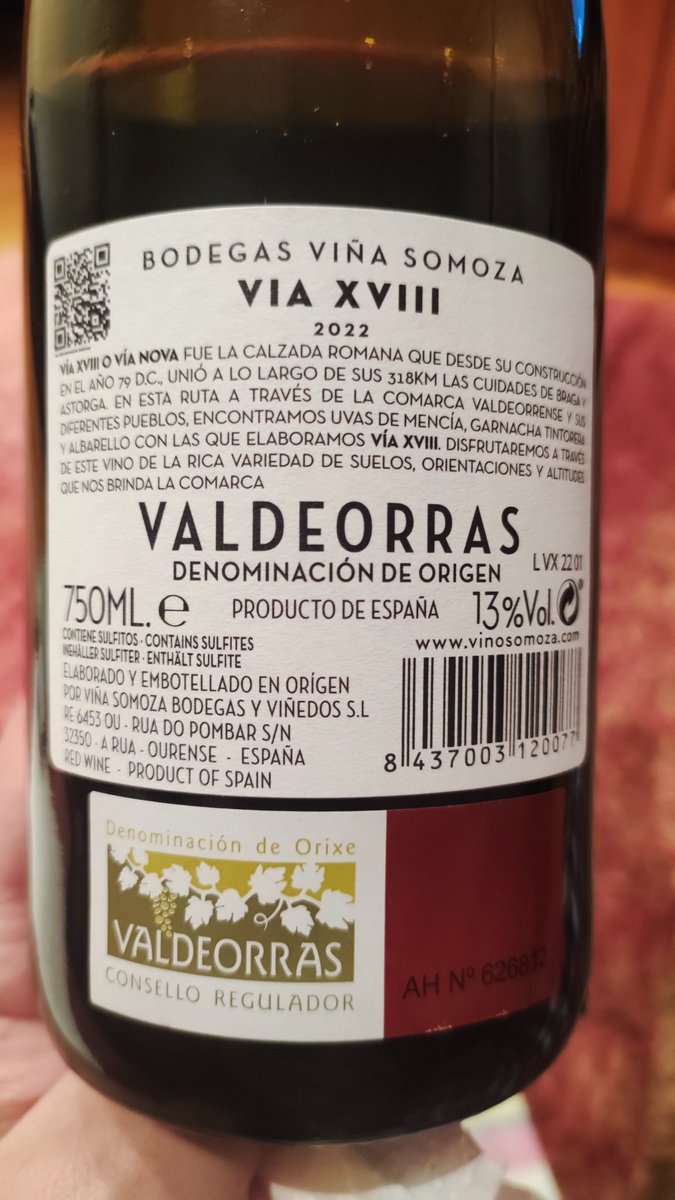 BODEGAS VIÑA SOMOZA
VIA XVIII
2022
VÍA XVIII O VÍA NOVA FUE LA CALZADA ROMANA QUE DESDE SU CONSTRUCCIÓN
EN EL AÑO 79 D.C., UNIÓ A LO LARGO DE SUS 318KM LAS CUIDADES DE BRAGA Y
ASTORGA. EN ESTA RUTA A TRAVÉS DE LA COMARCA VALDEORRENSE Y SUS
DIFERENTES PUEBLOS, ENCONTRAMOS UVAS DE MENCÍA, GARNACHA TINTORERA
Y ALBARELLO CON LAS QUE ELABORAMOS VÍA XVIII. DISFRUTAREMOS A TRAVÉS
DE ESTE VINO DE LA RICA VARIEDAD DE SUELOS, ORIENTACIONES Y ALTITUDES
QUE NOS BRINDA LA COMARCA
VALDEORRAS
DENOMINACIÓN DE ORIGEN
L VX 22 01
750ML. e PRODUCTO DE ESPAÑA 13%Vol.
CONTIENE SULFITOS · CONTAINS SULFITES
INEHÅLLER SULFITER · ENTHÄLT SULFITE
www.vinosomoza.com
ELABORADO Y EMBOTELLADO EN ORÍGEN
POR VIÑA SOMOZA BODEGAS Y VIÑEDOS S.L
RE 6453 OU - RUA DO POMBAR S/N
32350 - A RUA - OURENSE - ESPAÑA
RED WINE - PRODUCT OF SPAIN
8 437003 120077
Denominación de Orixe
VALDEORRAS
CONSELLO REGULADOR
AH Nº